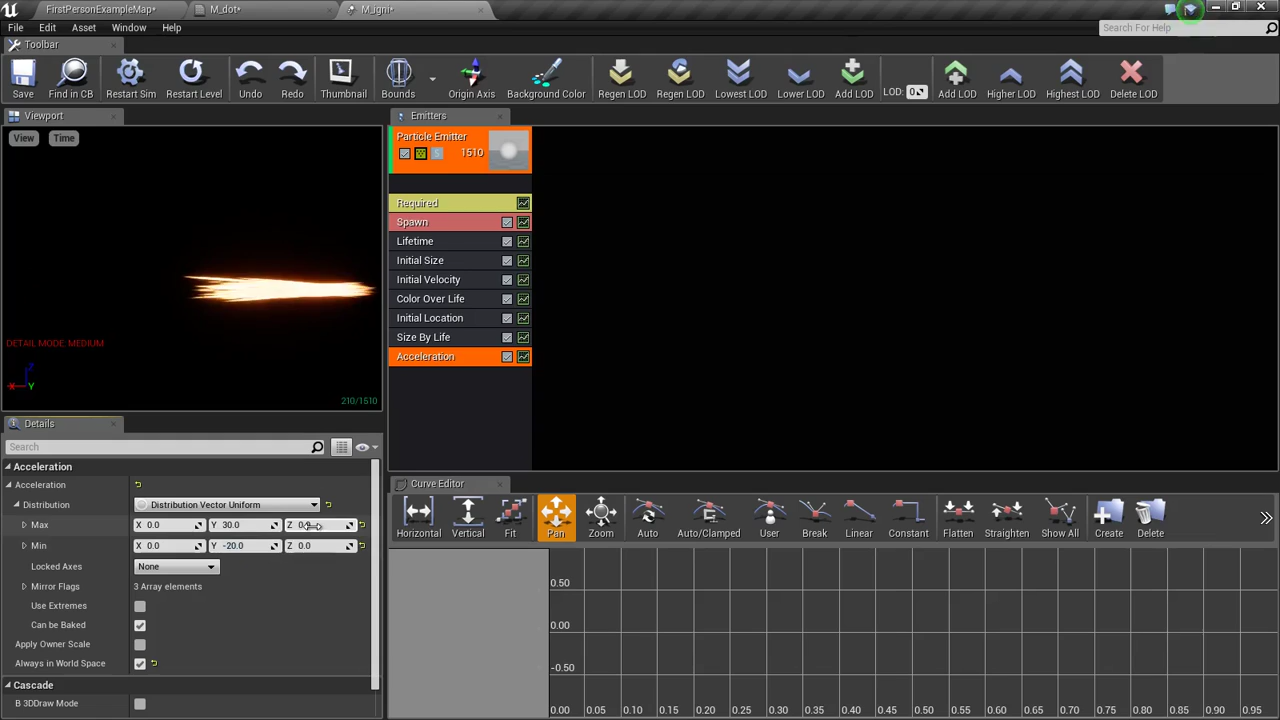 FirstPersonExampleMap*
M_dot*
M_igni*
File Edit Asset Window Help
Search For Help
Toolbar
Save Find in CB Restart Sim Restart Level Undo Redo Thumbnail Bounds Origin Axis Background Color Regen LOD Regen LOD Lowest LOD Lower LOD Add LOD LOD: 0 Add LOD Higher LOD Highest LOD Delete LOD
Viewport
Emitters
View Time
Particle Emitter
1510
Required
Spawn
Lifetime
Initial Size
Initial Velocity
Color Over Life
Initial Location
Size By Life
Acceleration
DETAIL MODE: MEDIUM
Z
X Y
210/1510
Details
Search
Acceleration
Acceleration
Distribution Distribution Vector Uniform
Max X 0.0 Y 30.0 Z
Min X 0.0 Y -20.0 Z 0.0
Locked Axes None
Mirror Flags 3 Array elements
Use Extremes
Can be Baked
Apply Owner Scale
Always in World Space
Cascade
B 3DDraw Mode
Curve Editor
Horizontal Vertical Fit Pan Zoom Auto Auto/Clamped User Break Linear Constant Flatten Straighten Show All Create Delete
0.50
0.00
-0.50
0.00 0.05 0.10 0.15 0.20 0.25 0.30 0.35 0.40 0.45 0.50 0.55 0.60 0.65 0.70 0.75 0.80 0.85 0.90 0.95